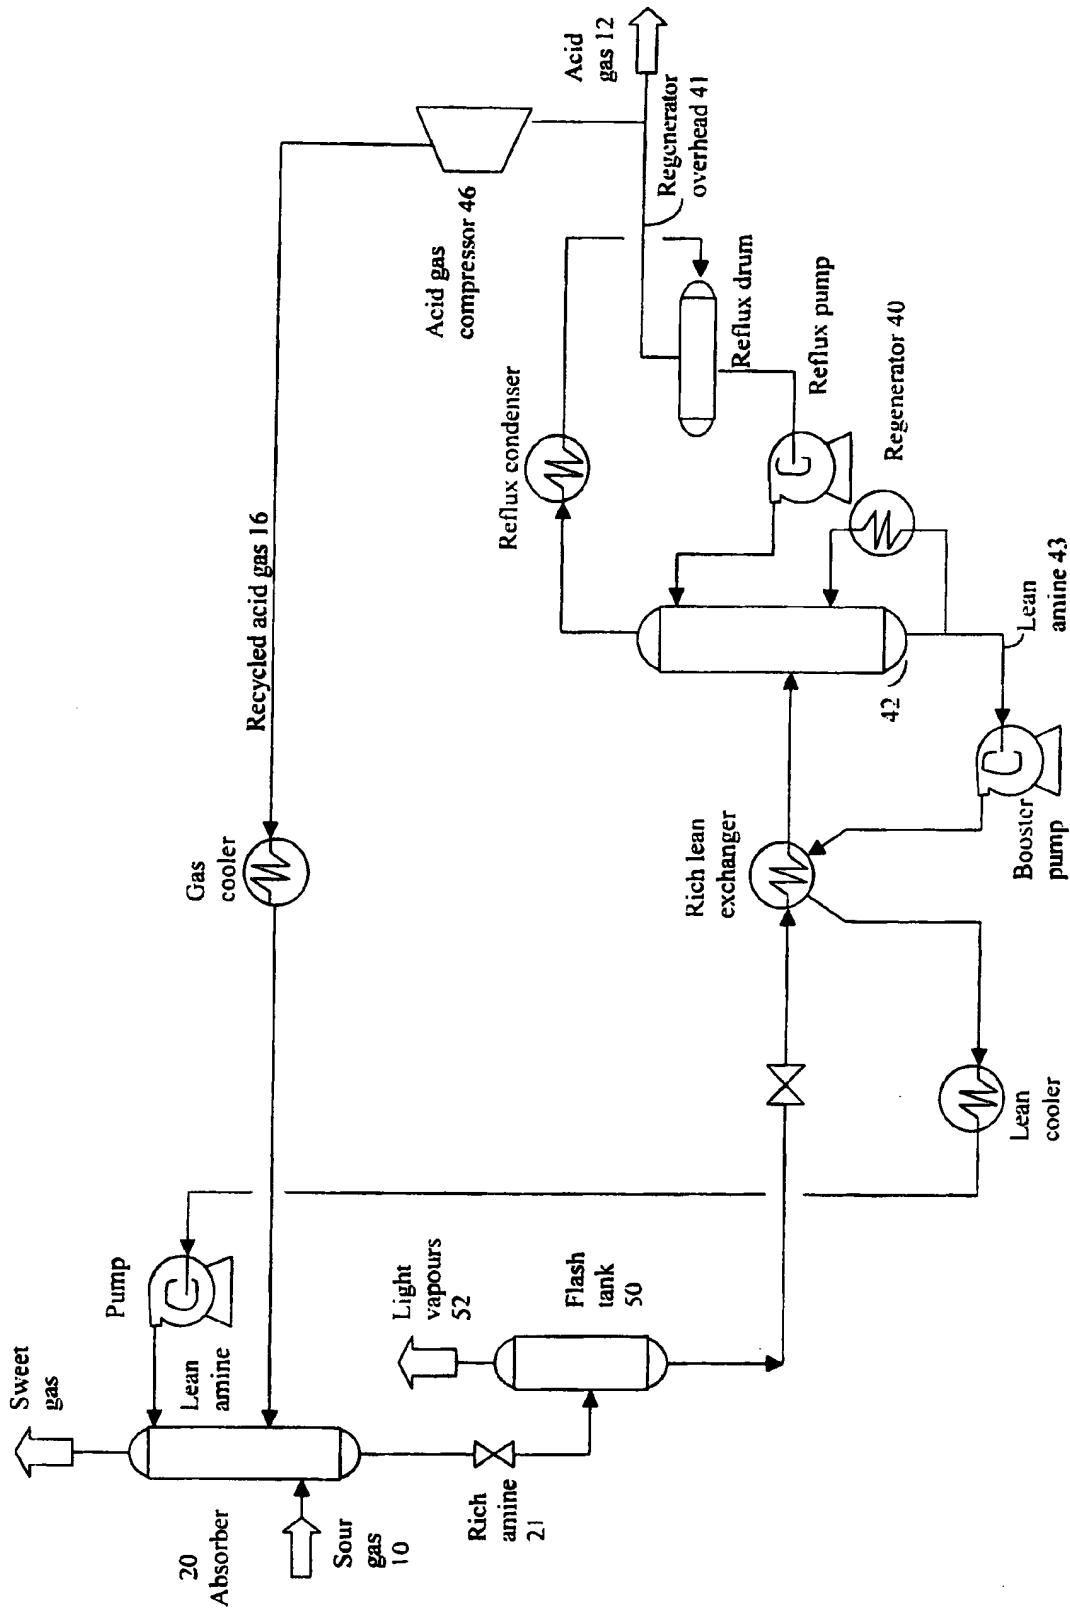 Sweet
gas
Pump
Lean
amine
20
Absorber
Sour
gas
10
Rich
amine
21
Light
vapours
52
Flash
tank
50
Gas
cooler
Recycled acid gas 16
Acid gas
compressor 46
Acid
gas 12
Regenerator
overhead 41
Reflux condenser
Reflux drum
Reflux pump
Regenerator 40
42
Lean
amine 43
Rich lean
exchanger
Booster
pump
Lean
cooler